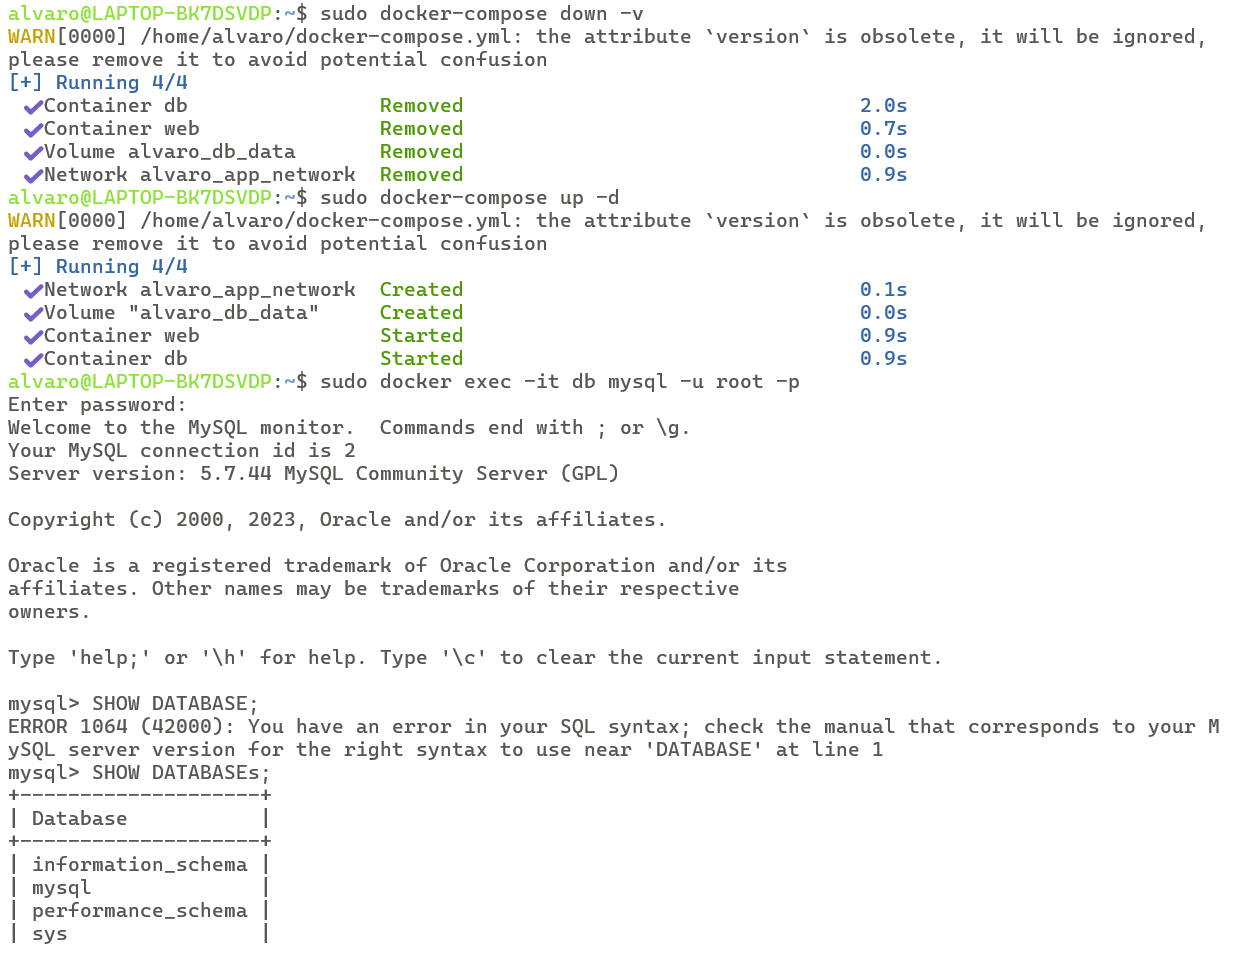 alvaro@LAPTOP-BK7DSVDP:~$ sudo docker-compose down -v
WARN[0000] /home/alvaro/docker-compose.yml: the attribute `version` is obsolete, it will be ignored,
please remove it to avoid potential confusion
[+] Running 4/4
✔Container db                Removed                                 2.0s
✔Container web               Removed                                 0.7s
✔Volume alvaro_db_data       Removed                                 0.0s
✔Network alvaro_app_network  Removed                                 0.9s
alvaro@LAPTOP-BK7DSVDP:~$ sudo docker-compose up -d
WARN[0000] /home/alvaro/docker-compose.yml: the attribute `version` is obsolete, it will be ignored,
please remove it to avoid potential confusion
[+] Running 4/4
✔Network alvaro_app_network  Created                                 0.1s
✔Volume "alvaro_db_data"     Created                                 0.0s
✔Container web               Started                                 0.9s
✔Container db                Started                                 0.9s
alvaro@LAPTOP-BK7DSVDP:~$ sudo docker exec -it db mysql -u root -p
Enter password:
Welcome to the MySQL monitor.  Commands end with ; or \g.
Your MySQL connection id is 2
Server version: 5.7.44 MySQL Community Server (GPL)

Copyright (c) 2000, 2023, Oracle and/or its affiliates.

Oracle is a registered trademark of Oracle Corporation and/or its
affiliates. Other names may be trademarks of their respective
owners.

Type 'help;' or '\h' for help. Type '\c' to clear the current input statement.

mysql> SHOW DATABASE;
ERROR 1064 (42000): You have an error in your SQL syntax; check the manual that corresponds to your M
ySQL server version for the right syntax to use near 'DATABASE' at line 1
mysql> SHOW DATABASEs;
+--------------------+
| Database           |
+--------------------+
| information_schema |
| mysql              |
| performance_schema |
| sys                |